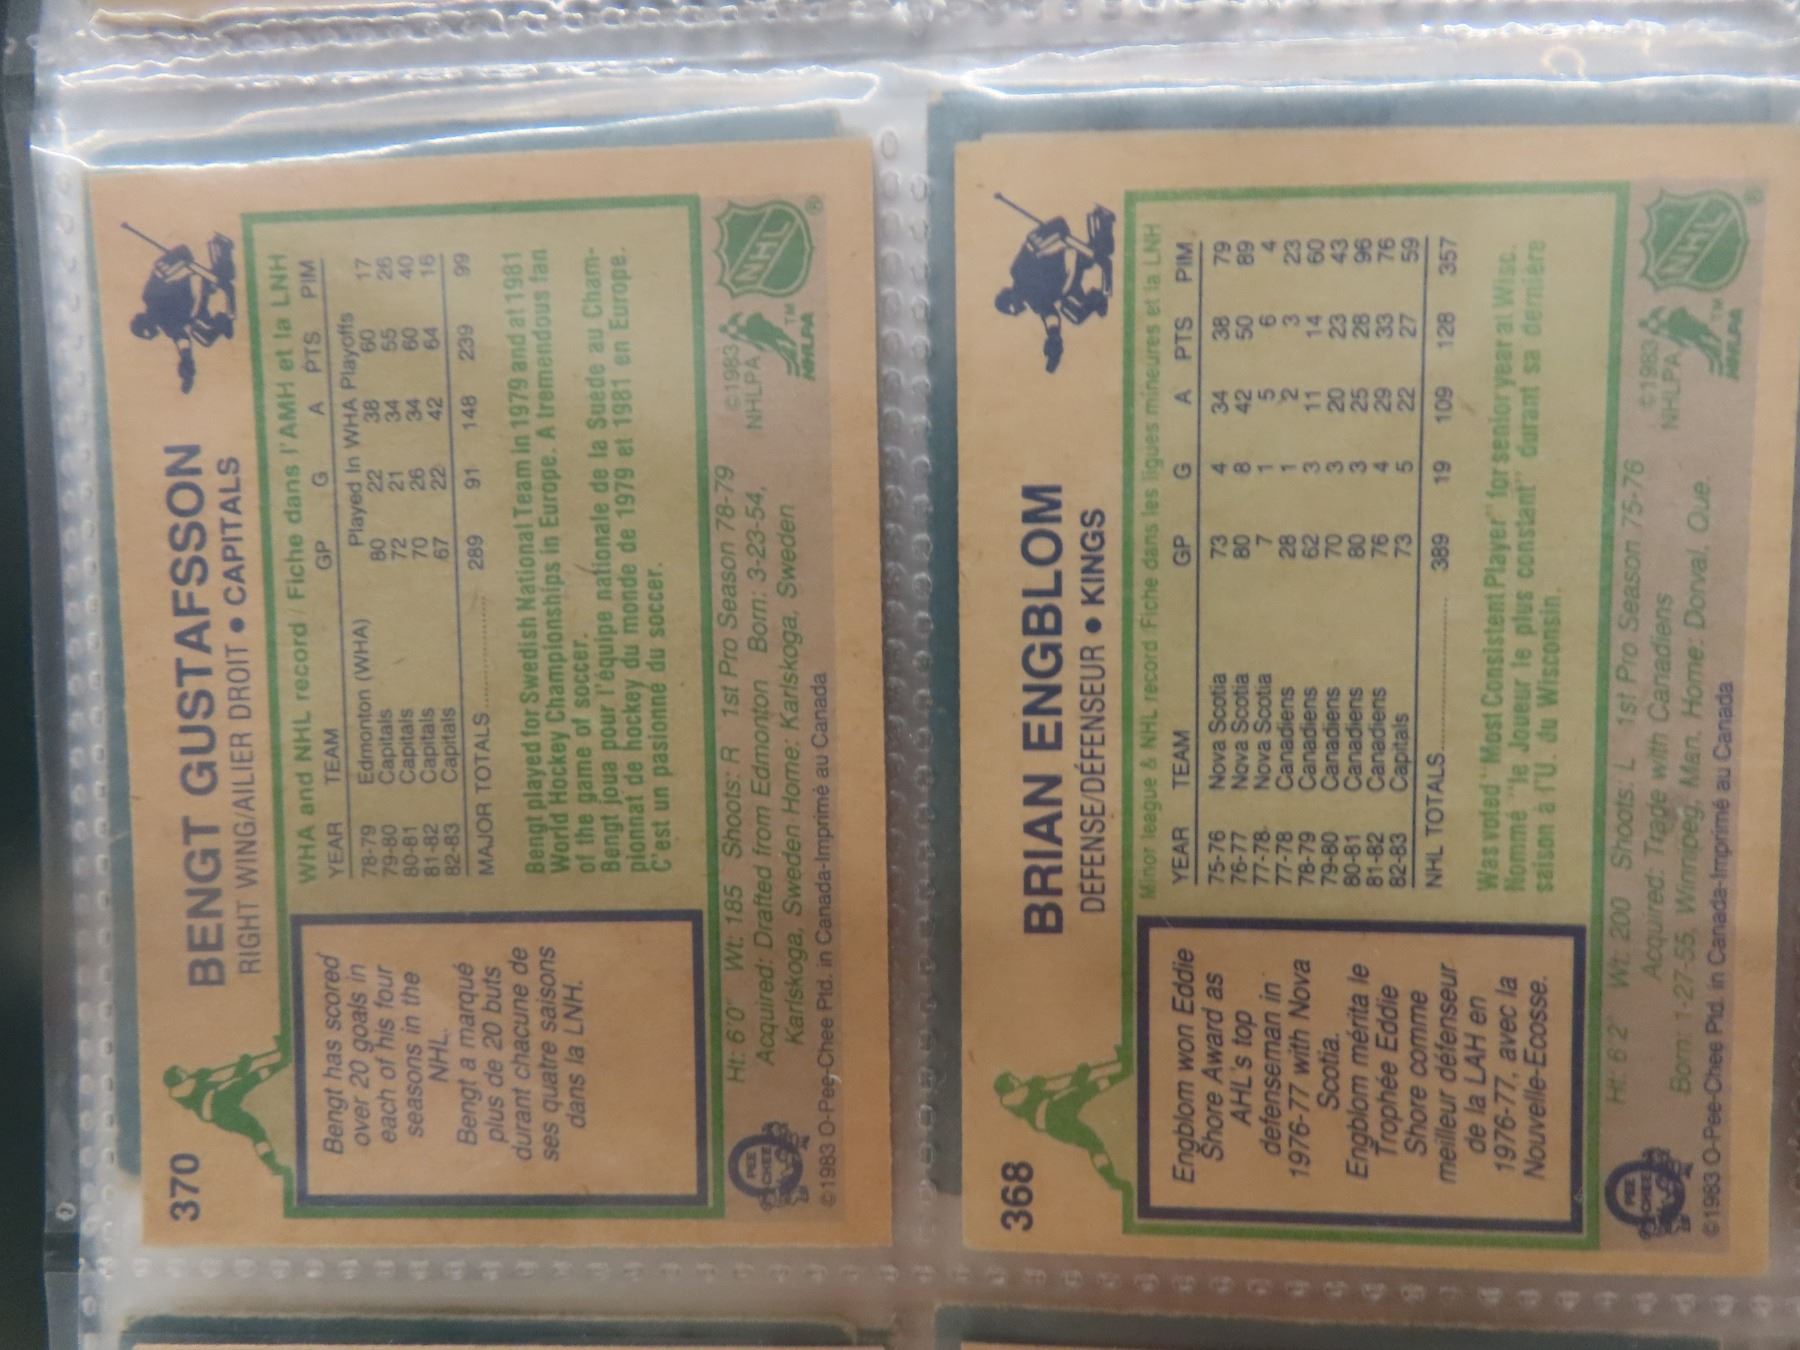 370
BENGT GUSTAFSSON
RIGHT WING/AILIER DROIT • CAPITALS
WHA and NHL record / Fiche dans l'AMH et la LNH
YEAR TEAM GP G A PTS PIM
78-79 Edmonton (WHA) Played In WHA Playoffs
79-80 Capitals 80 22 38 60 17
80-81 Capitals 72 21 34 55 26
81-82 Capitals 70 26 34 60 40
82-83 Capitals 67 22 42 64 16
MAJOR TOTALS 289 91 148 239 99
Bengt played for Swedish National Team in 1979 and at 1981
World Hockey Championships in Europe. A tremendous fan
of the game of soccer.
Bengt joua pour l'équipe nationale de la Suede au Cham-
pionnat de hockey du monde de 1979 et 1981 en Europe.
C'est un pasionné du soccer.
Bengt has scored
over 20 goals in
each of his four
seasons in the
NHL.
Bengt a marqué
plus de 20 buts
durant chacune de
ses quatre saisons
dans la LNH.
Ht: 6'0" Wt: 185 Shoots: R 1st Pro Season 78-79
Acquired: Drafted from Edmonton Born: 3-23-54,
Karlskoga, Sweden Home: Karlskoga, Sweden
©1983
NHLPA
NHLPA
TM
NHL
®
O PEE CHEE
©1983 O-Pee-Chee Ptd. in Canada-Imprimé au Canada
368
BRIAN ENGBLOM
DEFENSE/DÉFENSEUR • KINGS
Minor league & NHL record/Fiche dans les ligues mineures et la LNH
YEAR TEAM GP G A PTS PIM
75-76 Nova Scotia 73 4 34 38 79
76-77 Nova Scotia 80 8 42 50 89
77-78 Nova Scotia 7 1 5 6 4
77-78 Canadiens 28 1 2 3 23
78-79 Canadiens 62 3 11 14 60
79-80 Canadiens 70 3 20 23 43
80-81 Canadiens 80 3 25 28 96
81-82 Canadiens 76 4 29 33 76
82-83 Capitals 73 5 22 27 59
NHL TOTALS 389 19 109 128 357
Was voted "Most Consistent Player" for senior year at Wisc.
Nommé "le Joueur le plus constant" durant sa dernière
saison à l'U. du Wisconsin.
Engblom won Eddie
Shore Award as
AHL's top
defenseman in
1976-77 with Nova
Scotia.
Engblom mérita le
Trophée Eddie
Shore comme
meilleur défenseur
de la LAH en
1976-77, avec la
Nouvelle-Ecosse.
Ht: 6'2" Wt: 200 Shoots: L 1st Pro Season 75-76
Acquired: Trade with Canadiens
Born: 1-27-55, Winnipeg, Man. Home: Dorval, Que.
©1983
NHLPA
NHLPA
TM
NHL
®
O PEE CHEE
©1983 O-Pee-Chee Ptd. in Canada-Imprimé au Canada